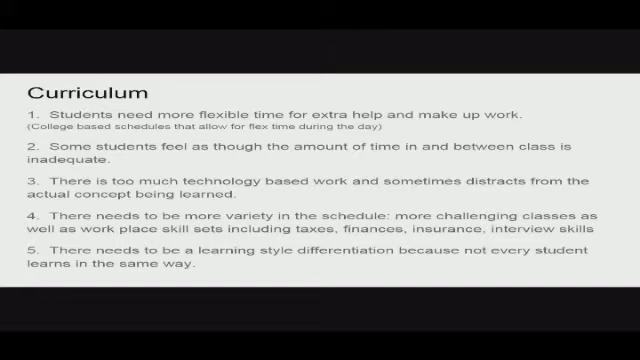 Curriculum
1. Students need more flexible time for extra help and make up work.
(College based schedules that allow for flex time during the day)
2. Some students feel as though the amount of time in and between class is
inadequate.
3. There is too much technology based work and sometimes distracts from the
actual concept being learned.
4. There needs to be more variety in the schedule: more challenging classes as
well as work place skill sets including taxes, finances, insurance, interview skills
5. There needs to be a learning style differentiation because not every student
learns in the same way.